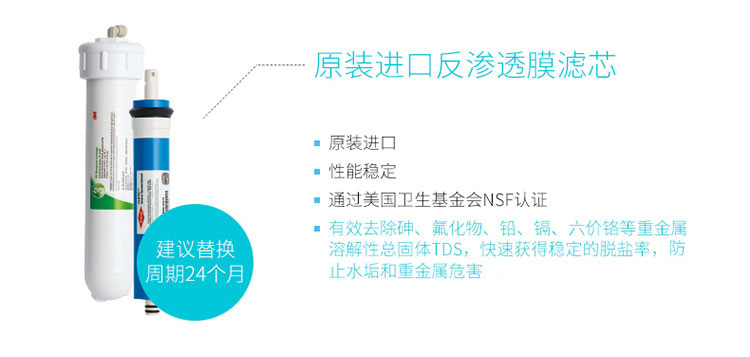 原装进口反渗透膜滤芯
原装进口
性能稳定
通过美国卫生基金会NSF认证
有效去除砷、氟化物、铅、镉、六价铬等重金属
溶解性总固体TDS，快速获得稳定的脱盐率，防
止水垢和重金属危害
3M
建议替换
周期24个月